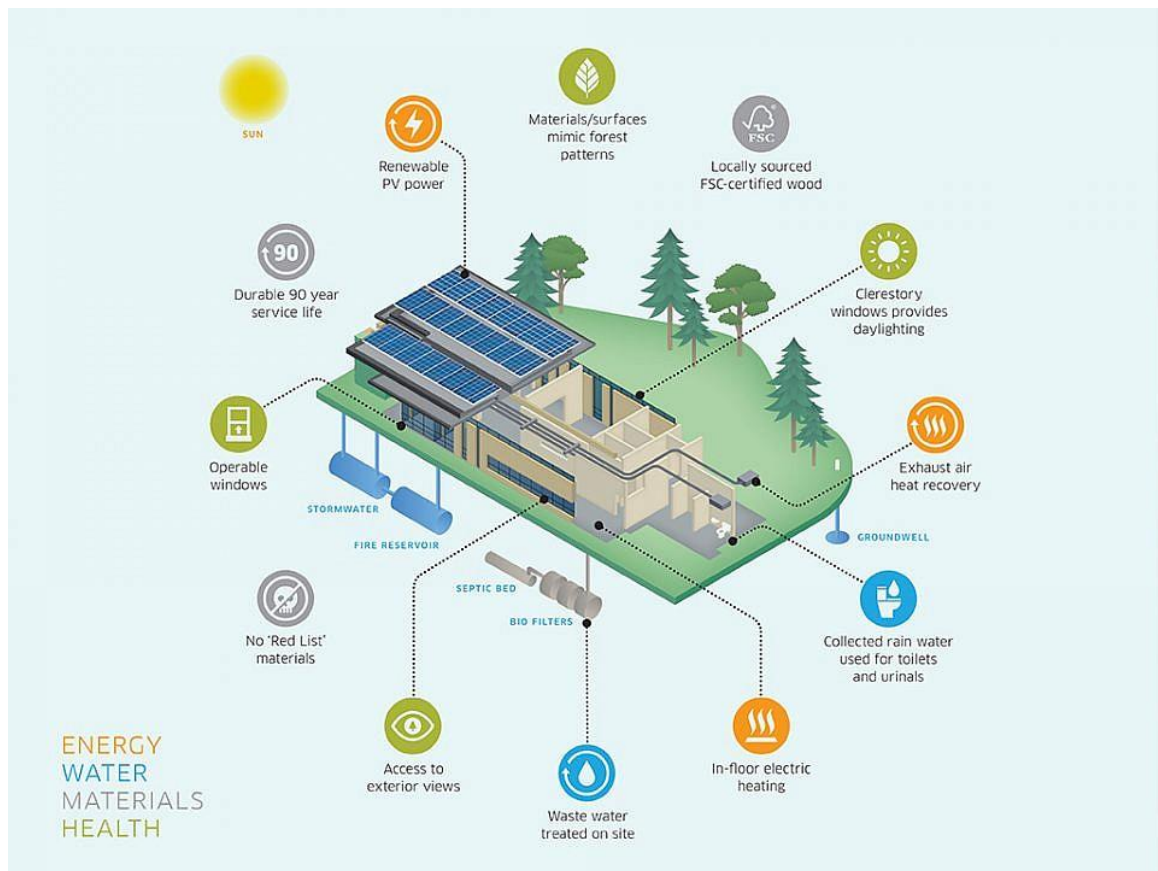 SUN
Renewable
PV power
Materials/surfaces
mimic forest
patterns
FSC
Locally sourced
FSC-certified wood
90
Durable 90 year
service life
Clerestory
windows provides
daylighting
Operable
windows
Exhaust air
heat recovery
STORMWATER
FIRE RESERVOIR
GROUNDWELL
SEPTIC BED
BIO FILTERS
No 'Red List'
materials
Collected rain water
used for toilets
and urinals
Access to
exterior views
In-floor electric
heating
Waste water
treated on site
ENERGY
WATER
MATERIALS
HEALTH